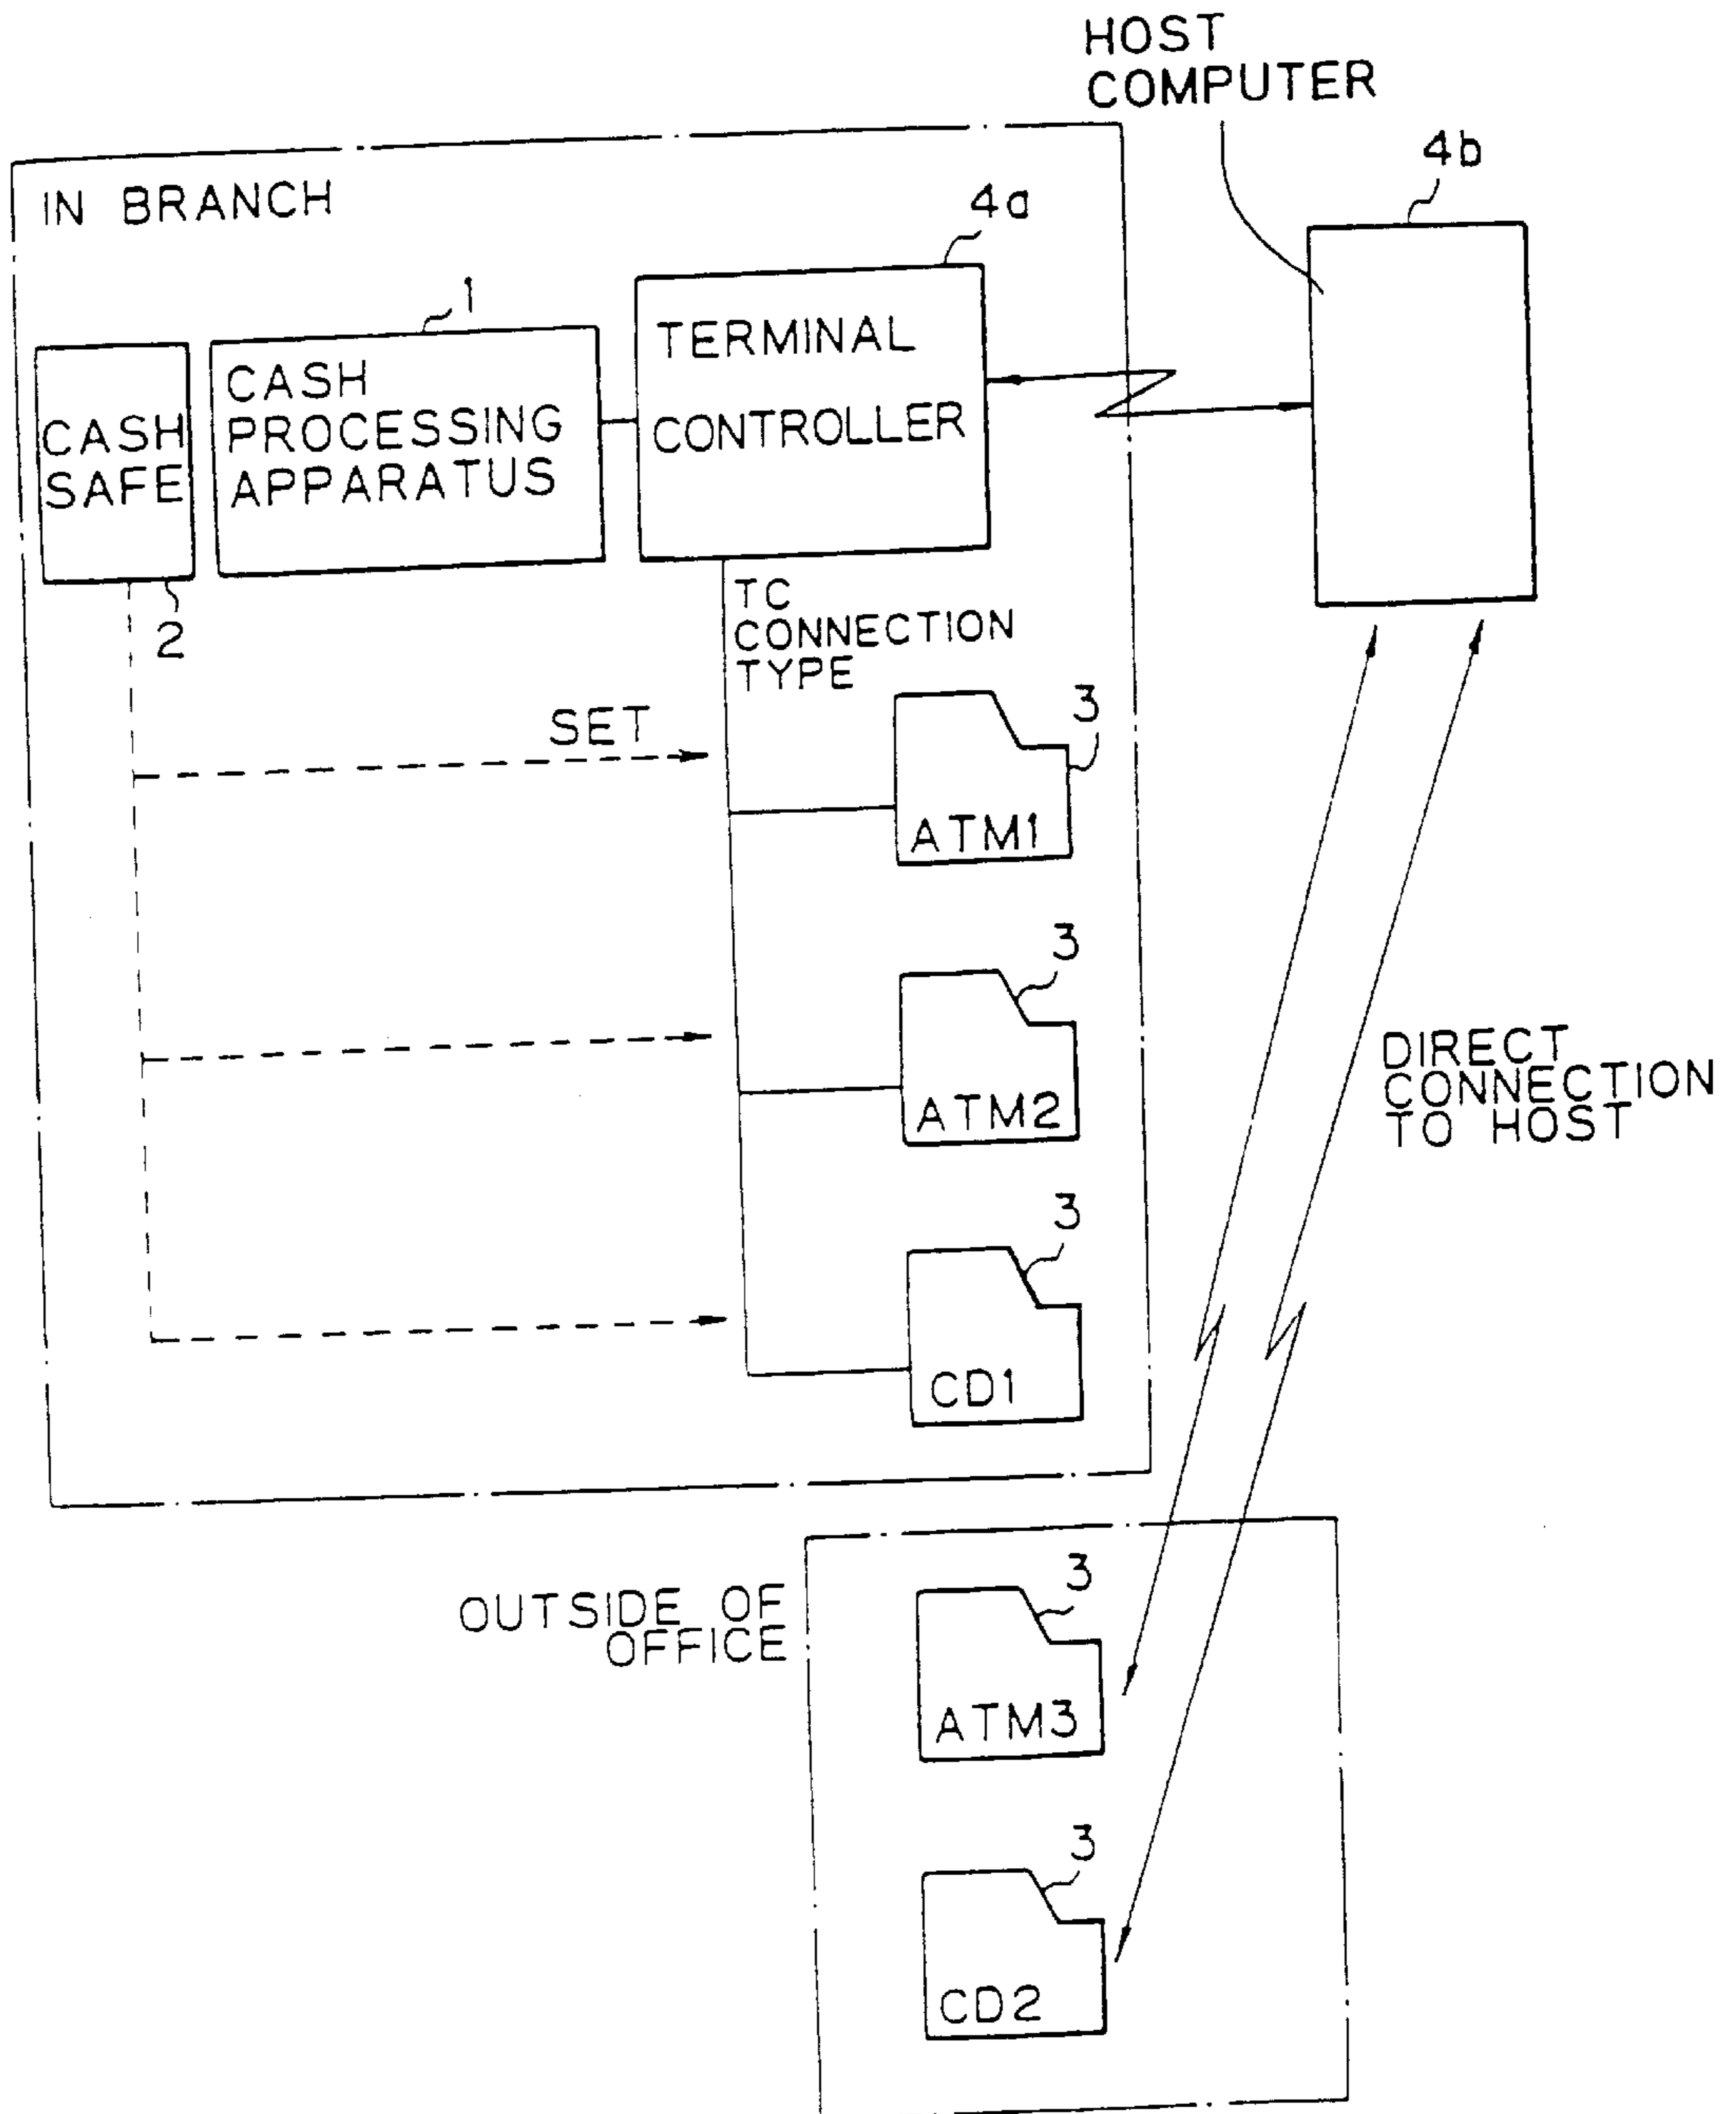 HOST
COMPUTER
4b
IN BRANCH
4a
1
TERMINAL
CONTROLLER
CASH
PROCESSING
APPARATUS
CASH
SAFE
2
TC
CONNECTION
TYPE
SET
3
ATM1
3
ATM2
DIRECT
CONNECTION
TO HOST
3
CD1
OUTSIDE OF
OFFICE
3
ATM3
3
CD2